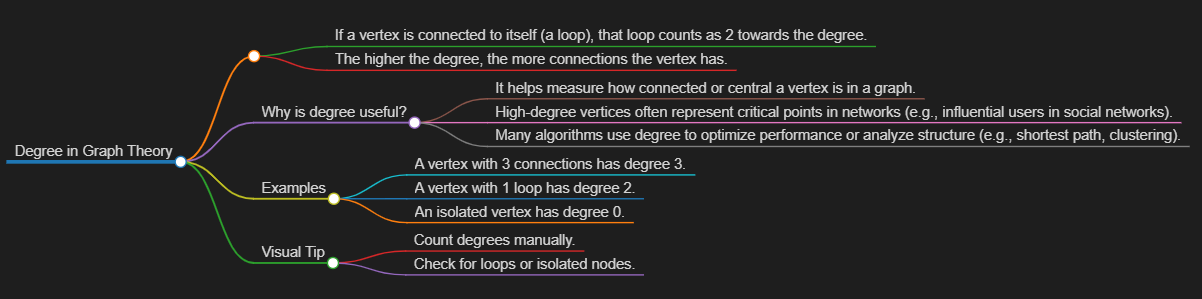 Degree in Graph Theory
If a vertex is connected to itself (a loop), that loop counts as 2 towards the degree.
The higher the degree, the more connections the vertex has.
Why is degree useful?
It helps measure how connected or central a vertex is in a graph.
High-degree vertices often represent critical points in networks (e.g., influential users in social networks).
Many algorithms use degree to optimize performance or analyze structure (e.g., shortest path, clustering).
Examples
A vertex with 3 connections has degree 3.
A vertex with 1 loop has degree 2.
An isolated vertex has degree 0.
Visual Tip
Count degrees manually.
Check for loops or isolated nodes.